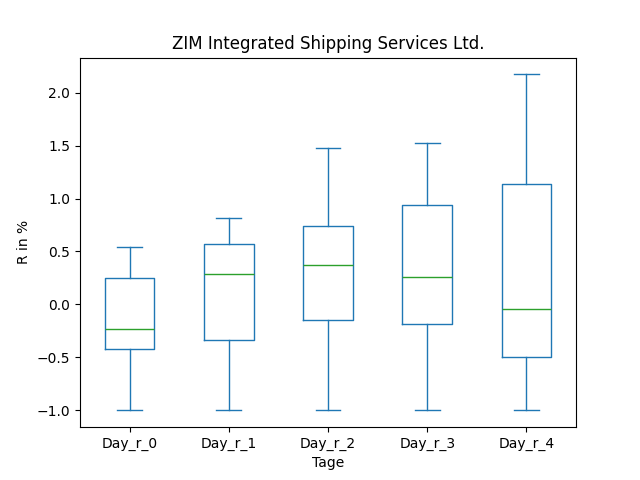 ZIM Integrated Shipping Services Ltd.
R in %
2.0
1.5
1.0
0.5
0.0
−0.5
−1.0
Day_r_0 Day_r_1 Day_r_2 Day_r_3 Day_r_4
Tage